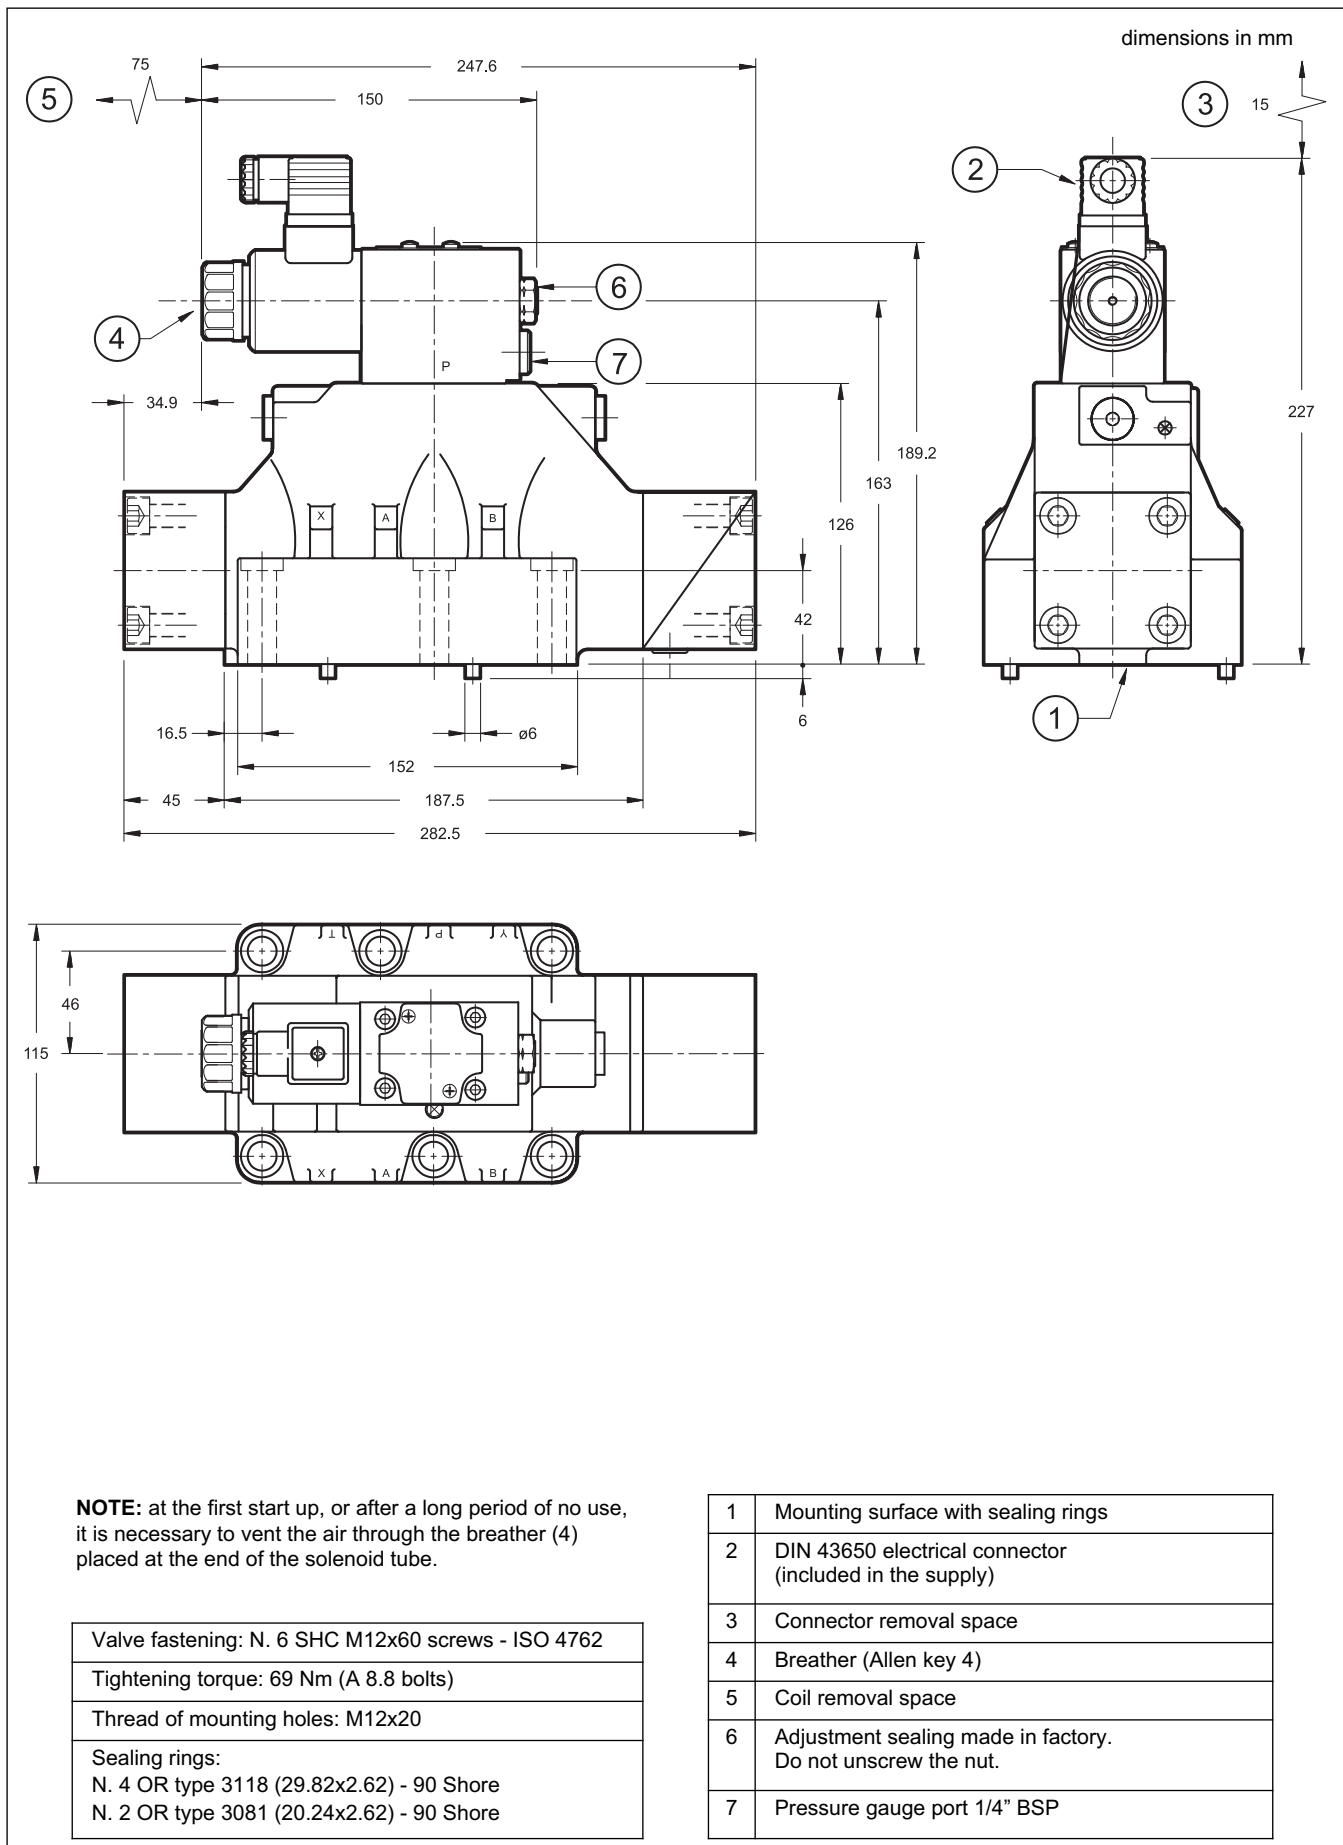 dimensions in mm
75
247.6
5
150
3
15
2
6
4
7
P
34.9
227
189.2
163
X
A
B
126
42
6
16.5
ø6
1
152
45
187.5
282.5
T
P
Y
46
115
X
A
B
NOTE: at the first start up, or after a long period of no use,
it is necessary to vent the air through the breather (4)
placed at the end of the solenoid tube.
Valve fastening: N. 6 SHC M12x60 screws - ISO 4762
Tightening torque: 69 Nm (A 8.8 bolts)
Thread of mounting holes: M12x20
Sealing rings:
N. 4 OR type 3118 (29.82x2.62) - 90 Shore
N. 2 OR type 3081 (20.24x2.62) - 90 Shore
1 Mounting surface with sealing rings
2 DIN 43650 electrical connector
(included in the supply)
3 Connector removal space
4 Breather (Allen key 4)
5 Coil removal space
6 Adjustment sealing made in factory.
Do not unscrew the nut.
7 Pressure gauge port 1/4” BSP